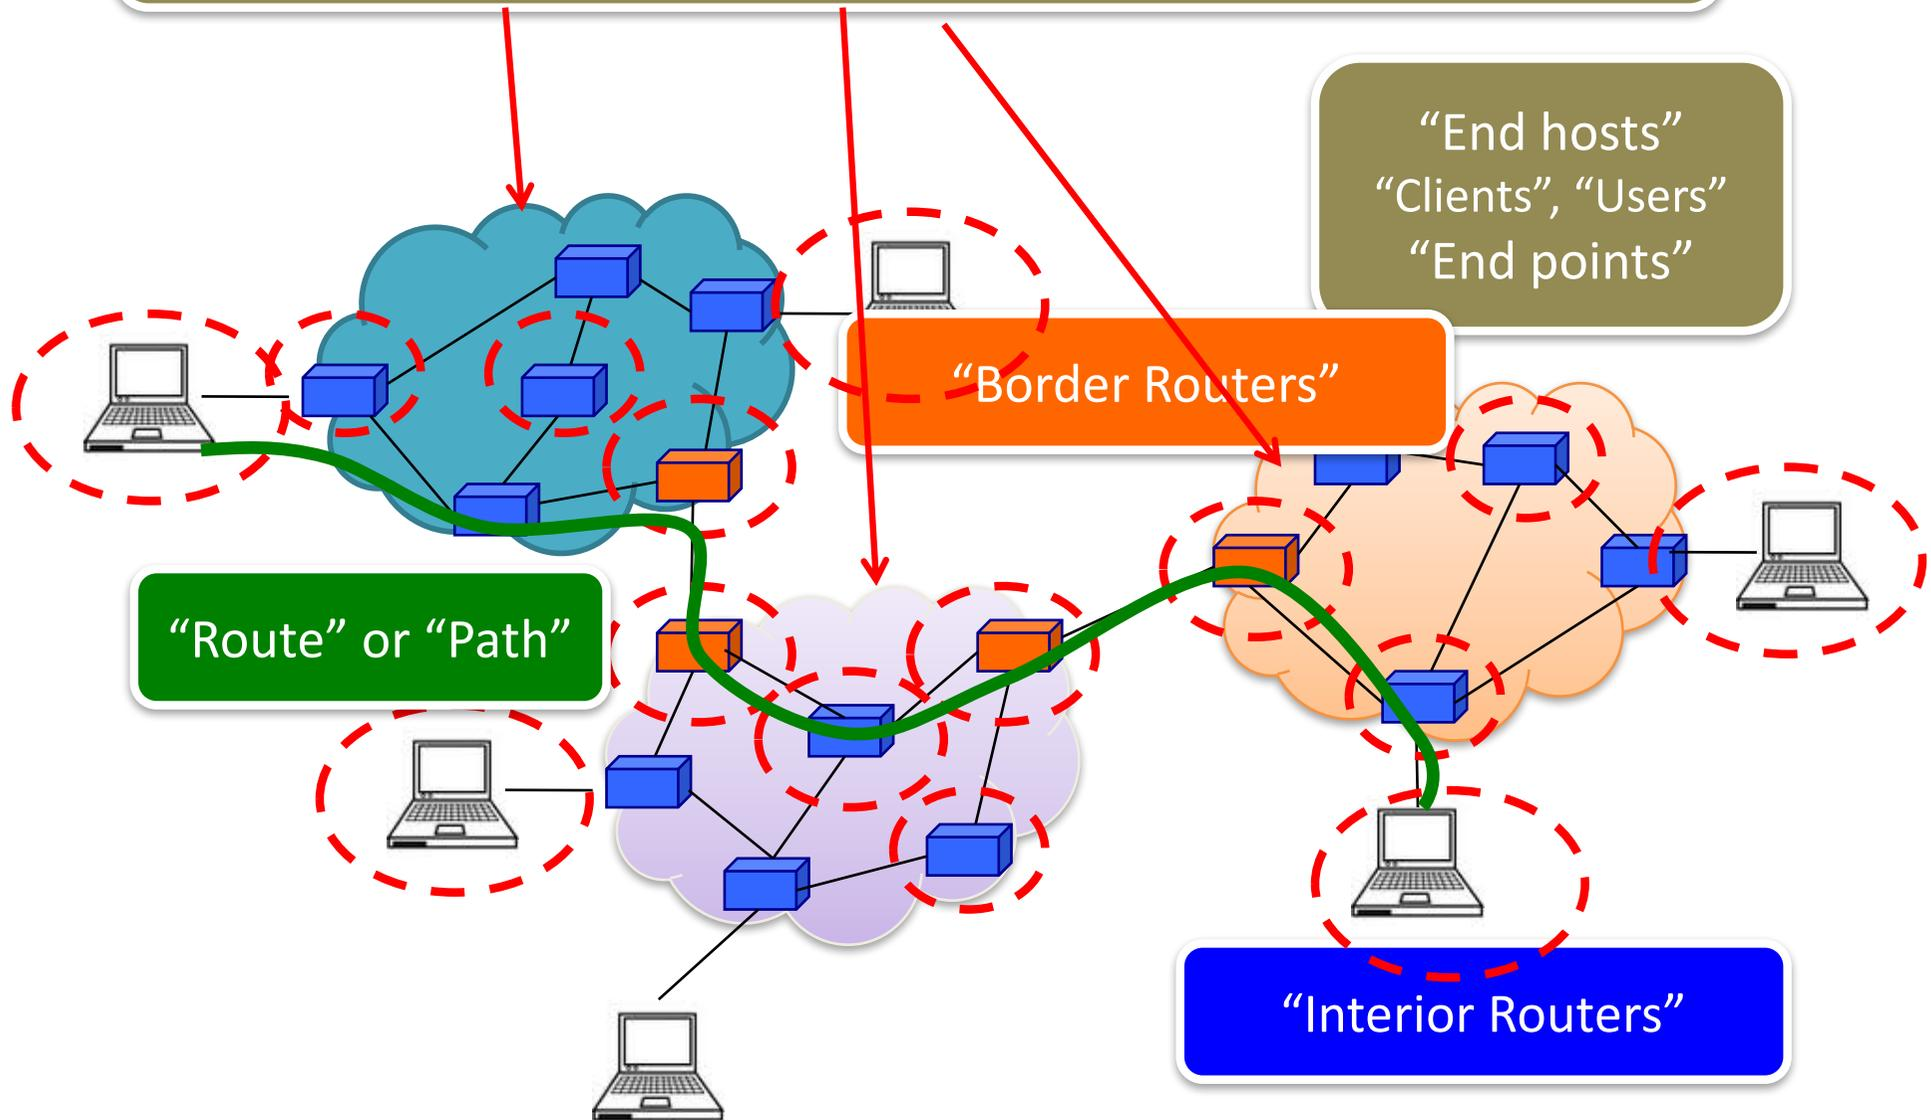 “End hosts”
“Clients”, “Users”
“End points”
“Border Routers”
“Route” or “Path”
“Interior Routers”